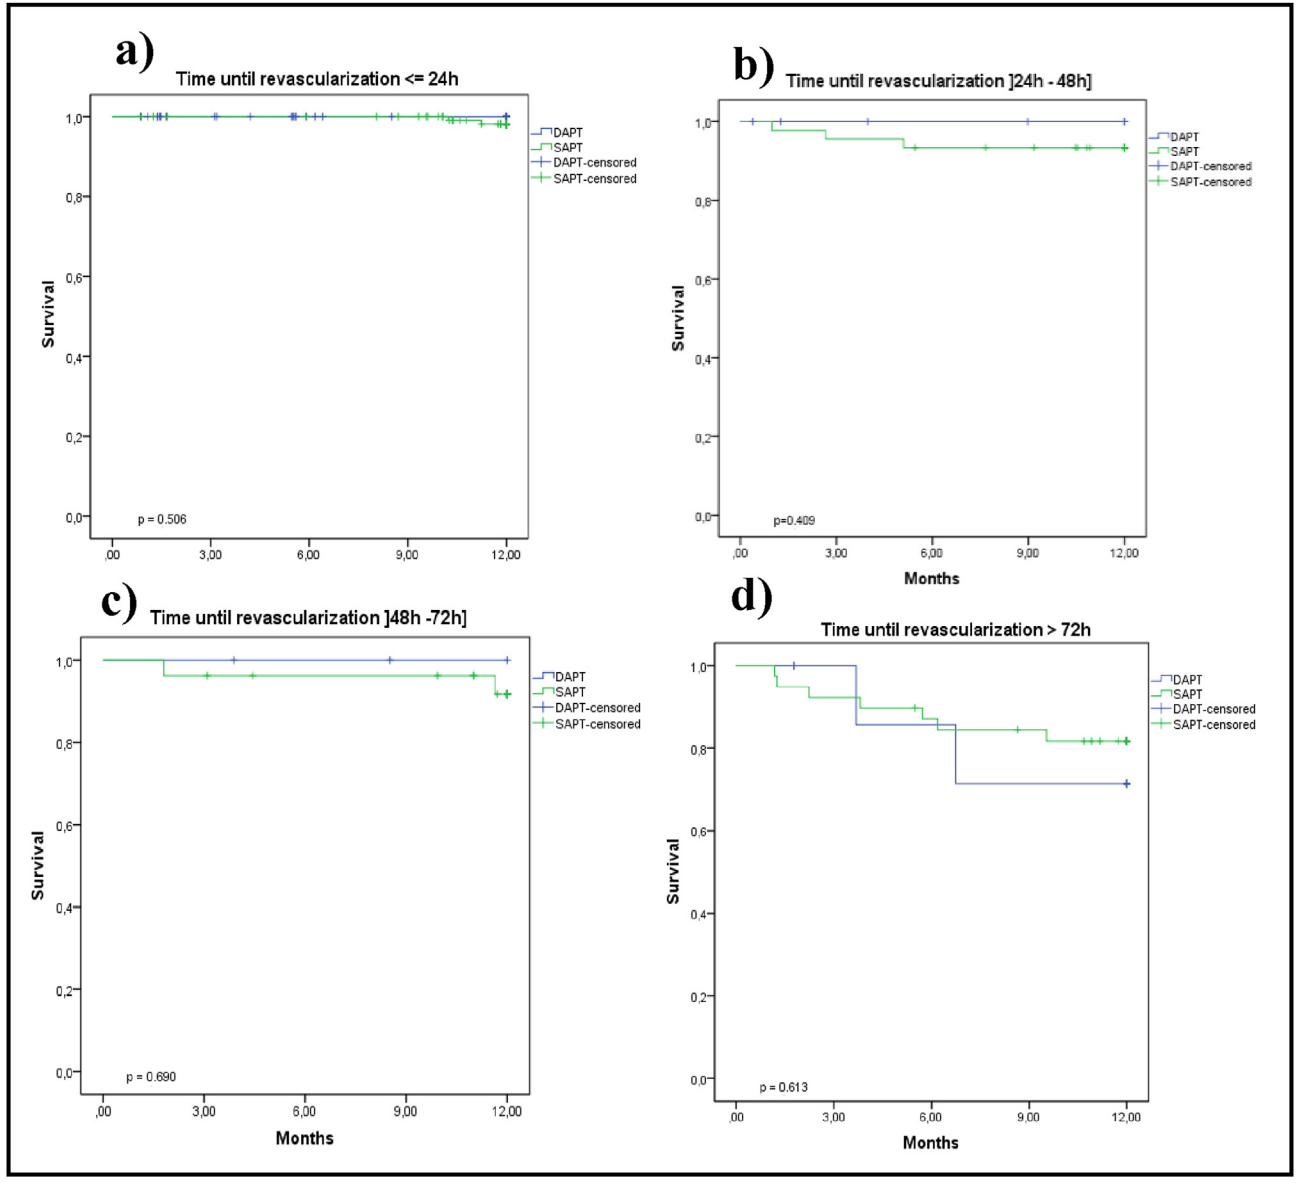 a)
Time until revascularization <= 24h
1,0
0,8
0,6
0,4
0,2
0,0
Survival
p = 0.506
,00 3,00 6,00 9,00 12,00
DAPT
SAPT
DAPT-censored
SAPT-censored
b)
Time until revascularization ]24h - 48h]
1,0
0,8
0,6
0,4
0,2
0,0
Survival
p=0.409
,00 3,00 6,00 9,00 12,00
Months
DAPT
SAPT
DAPT-censored
SAPT-censored
c)
Time until revascularization ]48h -72h]
1,0
0,8
0,6
0,4
0,2
0,0
Survival
p = 0.690
,00 3,00 6,00 9,00 12,00
Months
DAPT
SAPT
DAPT-censored
SAPT-censored
d)
Time until revascularization > 72h
1,0
0,8
0,6
0,4
0,2
0,0
Survival
p = 0.613
,00 3,00 6,00 9,00 12,00
Months
DAPT
SAPT
DAPT-censored
SAPT-censored